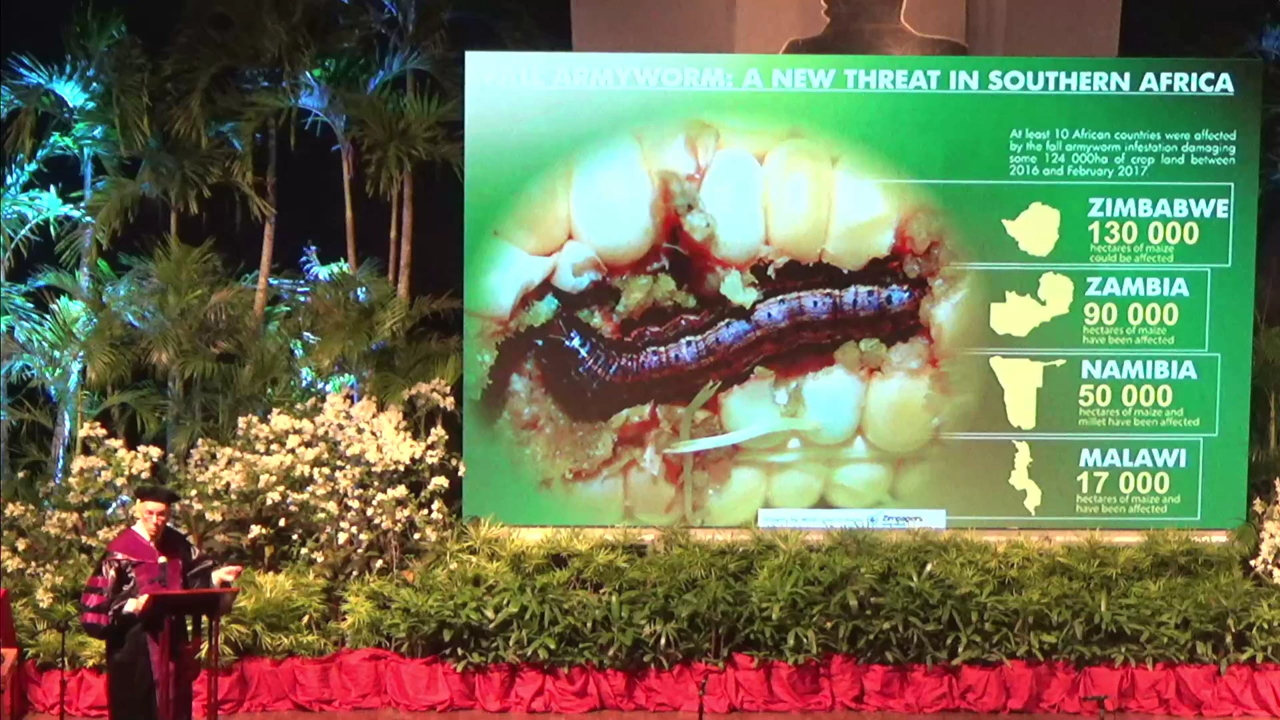 ARMYWORM: A NEW THREAT IN SOUTHERN AFRICA
At least 10 African countries were affected
by the fall armyworm infestation damaging
some 124 000ha of crop land between
2016 and February 2017.
ZIMBABWE
130 000
hectares of maize
could be affected
ZAMBIA
90 000
hectares of maize
have been affected
NAMIBIA
50 000
hectares of maize and
millet have been affected
MALAWI
17 000
hectares of maize and
have been affected
Zimpapers